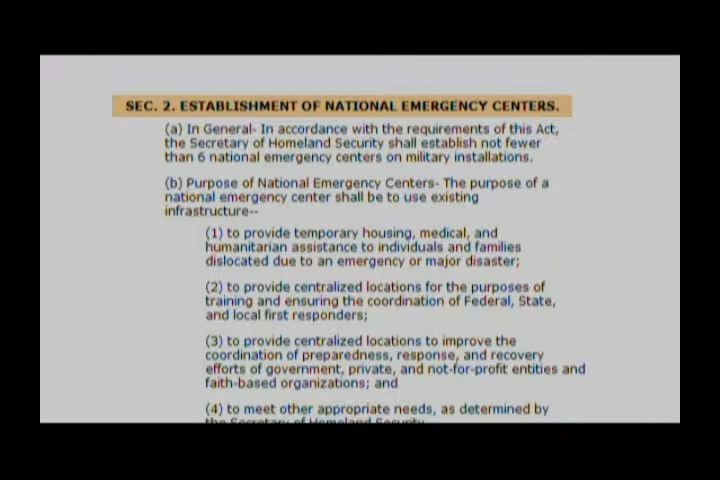 SEC. 2. ESTABLISHMENT OF NATIONAL EMERGENCY CENTERS.
(a) In General- In accordance with the requirements of this Act,
the Secretary of Homeland Security shall establish not fewer
than 6 national emergency centers on military installations.
(b) Purpose of National Emergency Centers- The purpose of a
national emergency center shall be to use existing
infrastructure--
(1) to provide temporary housing, medical, and
humanitarian assistance to individuals and families
dislocated due to an emergency or major disaster;
(2) to provide centralized locations for the purposes of
training and ensuring the coordination of Federal, State,
and local first responders;
(3) to provide centralized locations to improve the
coordination of preparedness, response, and recovery
efforts of government, private, and not-for-profit entities and
faith-based organizations; and
(4) to meet other appropriate needs, as determined by
the Secretary of Homeland Security.